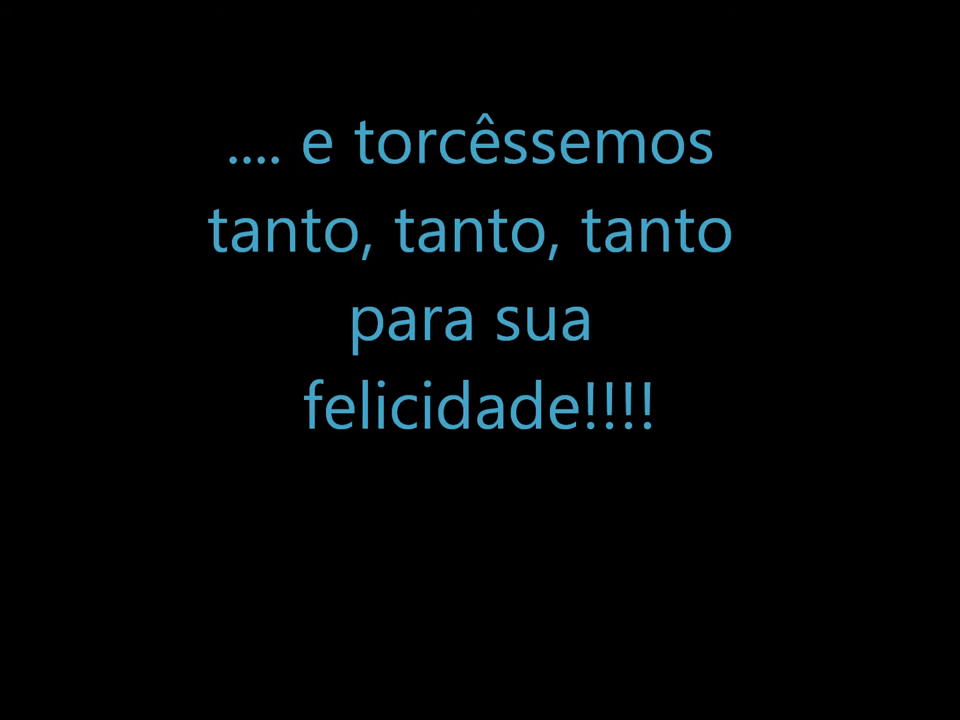 .... e torcêssemos
tanto, tanto, tanto
para sua
felicidade!!!!